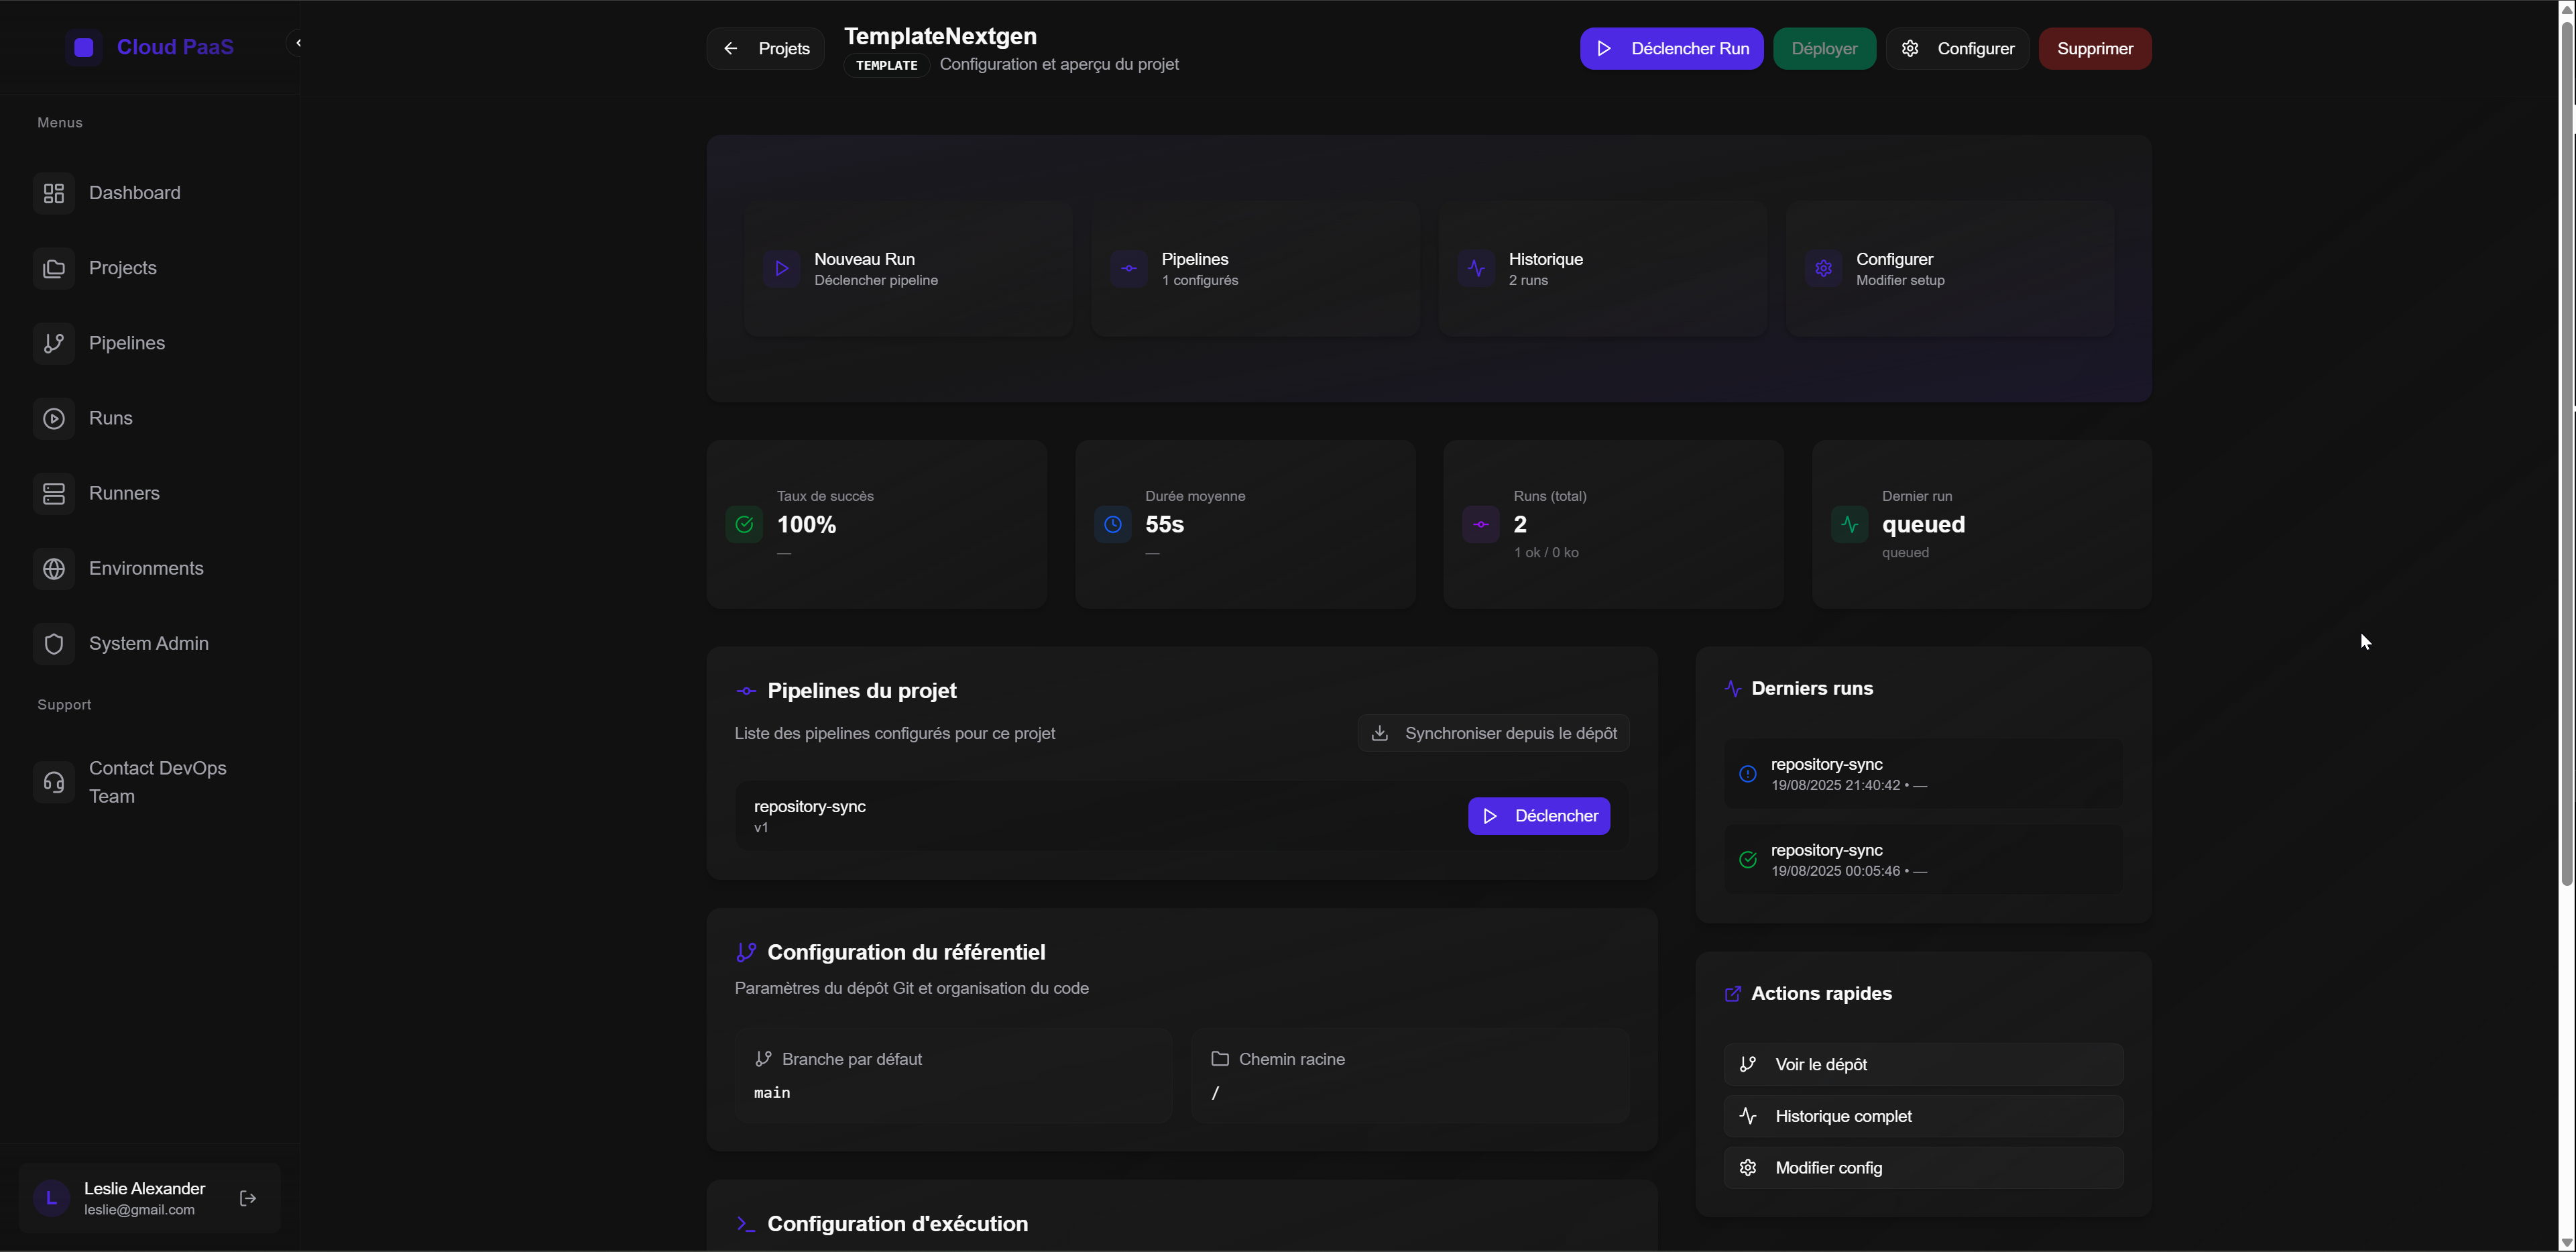 Cloud PaaS
Menus
Dashboard
Projects
Pipelines
Runs
Runners
Environments
System Admin
Support
Contact DevOps
Team
L
Leslie Alexander
leslie@gmail.com
Projets
TemplateNextgen
TEMPLATE
Configuration et aperçu du projet
Déclencher Run
Déployer
Configurer
Supprimer
Nouveau Run
Déclencher pipeline
Pipelines
1 configurés
Historique
2 runs
Configurer
Modifier setup
Taux de succès
100%
—
Durée moyenne
55s
—
Runs (total)
2
1 ok / 0 ko
Dernier run
queued
queued
Pipelines du projet
Liste des pipelines configurés pour ce projet
Synchroniser depuis le dépôt
repository-sync
v1
Déclencher
Configuration du référentiel
Paramètres du dépôt Git et organisation du code
Branche par défaut
main
Chemin racine
/
Configuration d'exécution
Derniers runs
repository-sync
19/08/2025 21:40:42 • —
repository-sync
19/08/2025 00:05:46 • —
Actions rapides
Voir le dépôt
Historique complet
Modifier config